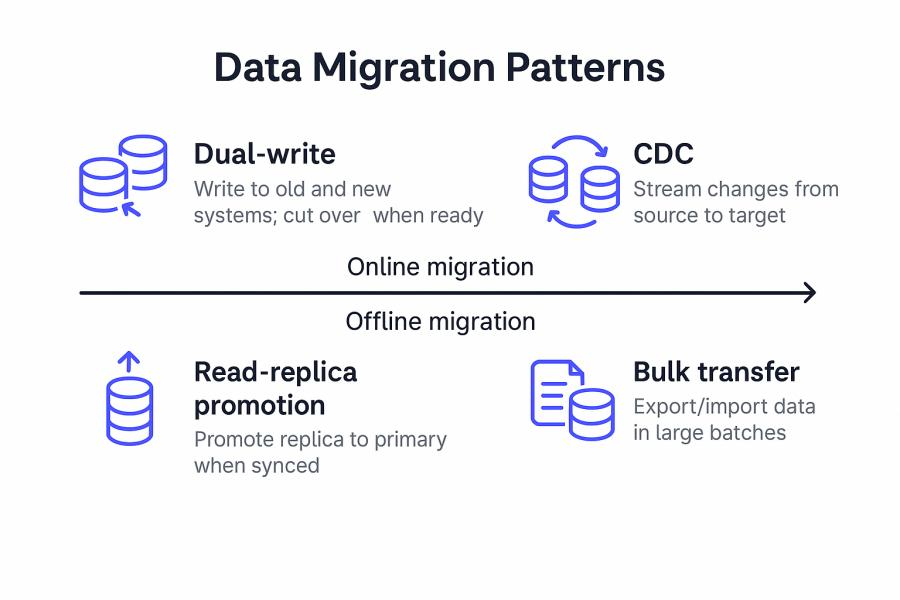 Data Migration Patterns
Dual-write
Write to old and new
systems; cut over  when ready
CDC
Stream changes from
source to target
Online migration
Offline migration
Read-replica
promotion
Promote replica to primary
when synced
Bulk transfer
Export/import data
in large batches